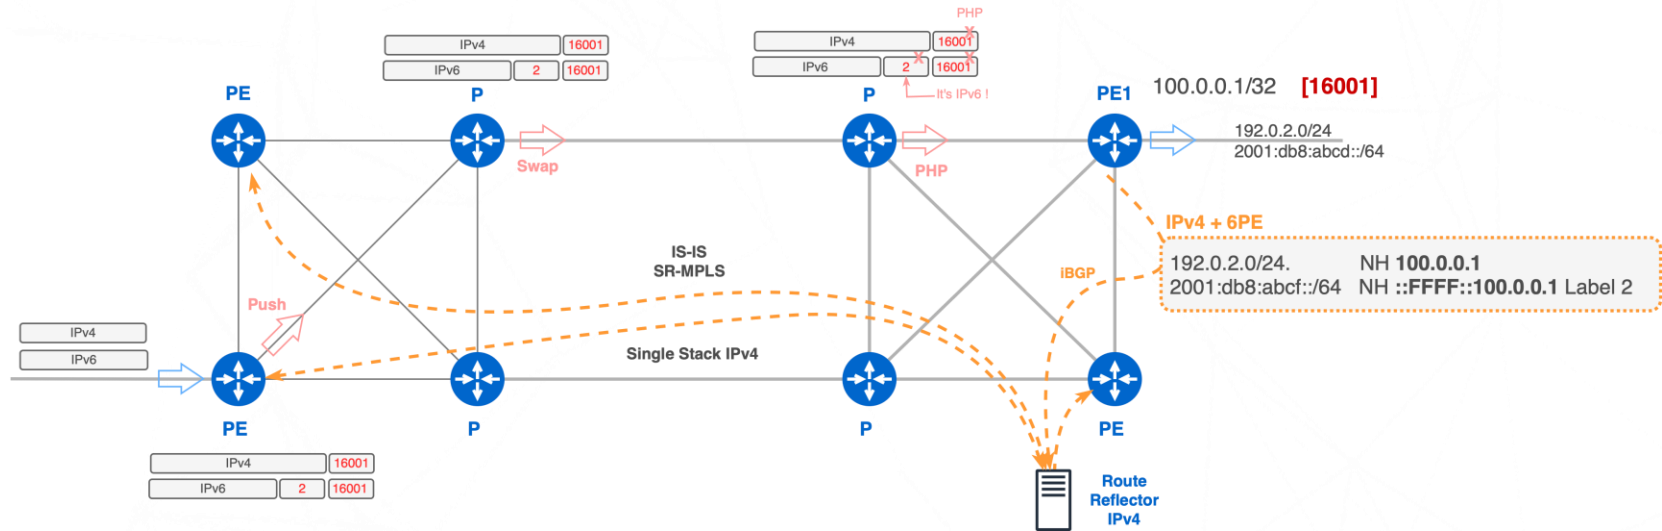 PHP
IPv4 16001
IPv6 2 16001
IPv4 16001
IPv6 2 16001
x
x
x
It's IPv6 !
PE
P
P
PE1
100.0.0.1/32 [16001]
192.0.2.0/24
2001:db8:abcd::/64
Swap
PHP
IPv4 + 6PE
192.0.2.0/24. NH 100.0.0.1
2001:db8:abcf::/64 NH ::FFFF::100.0.0.1 Label 2
iBGP
IS-IS
SR-MPLS
Push
IPv4
IPv6
Single Stack IPv4
PE
P
P
PE
IPv4 16001
IPv6 2 16001
Route
Reflector
IPv4